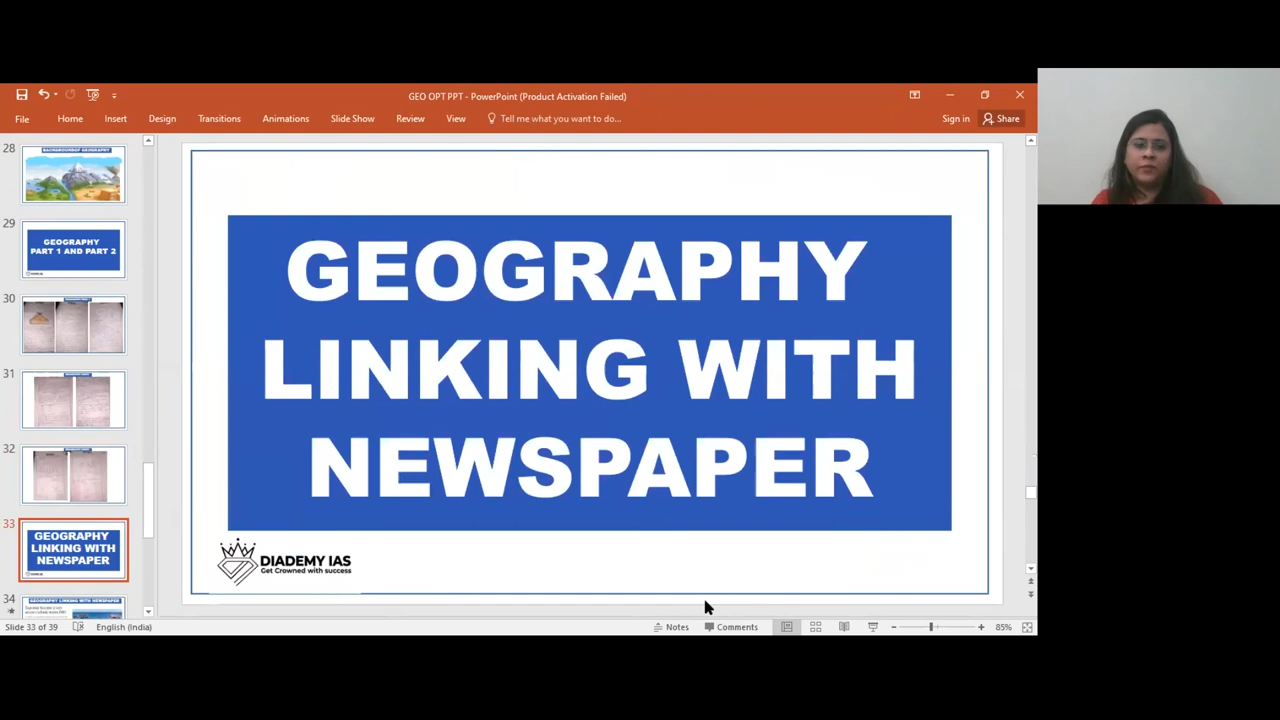 GEO OPT PPT - PowerPoint (Product Activation Failed)
File Home Insert Design Transitions Animations Slide Show Review View Tell me what you want to do... Sign in Share
28
29
GEOGRAPHY
PART 1 AND PART 2
30
31
32
33
GEOGRAPHY
LINKING WITH
NEWSPAPER
34
GEOGRAPHY LINKING WITH NEWSPAPER
GEOGRAPHY
LINKING WITH
NEWSPAPER
DIADEMY IAS
Get Crowned with success
Slide 33 of 39 English (India) Notes Comments 85%